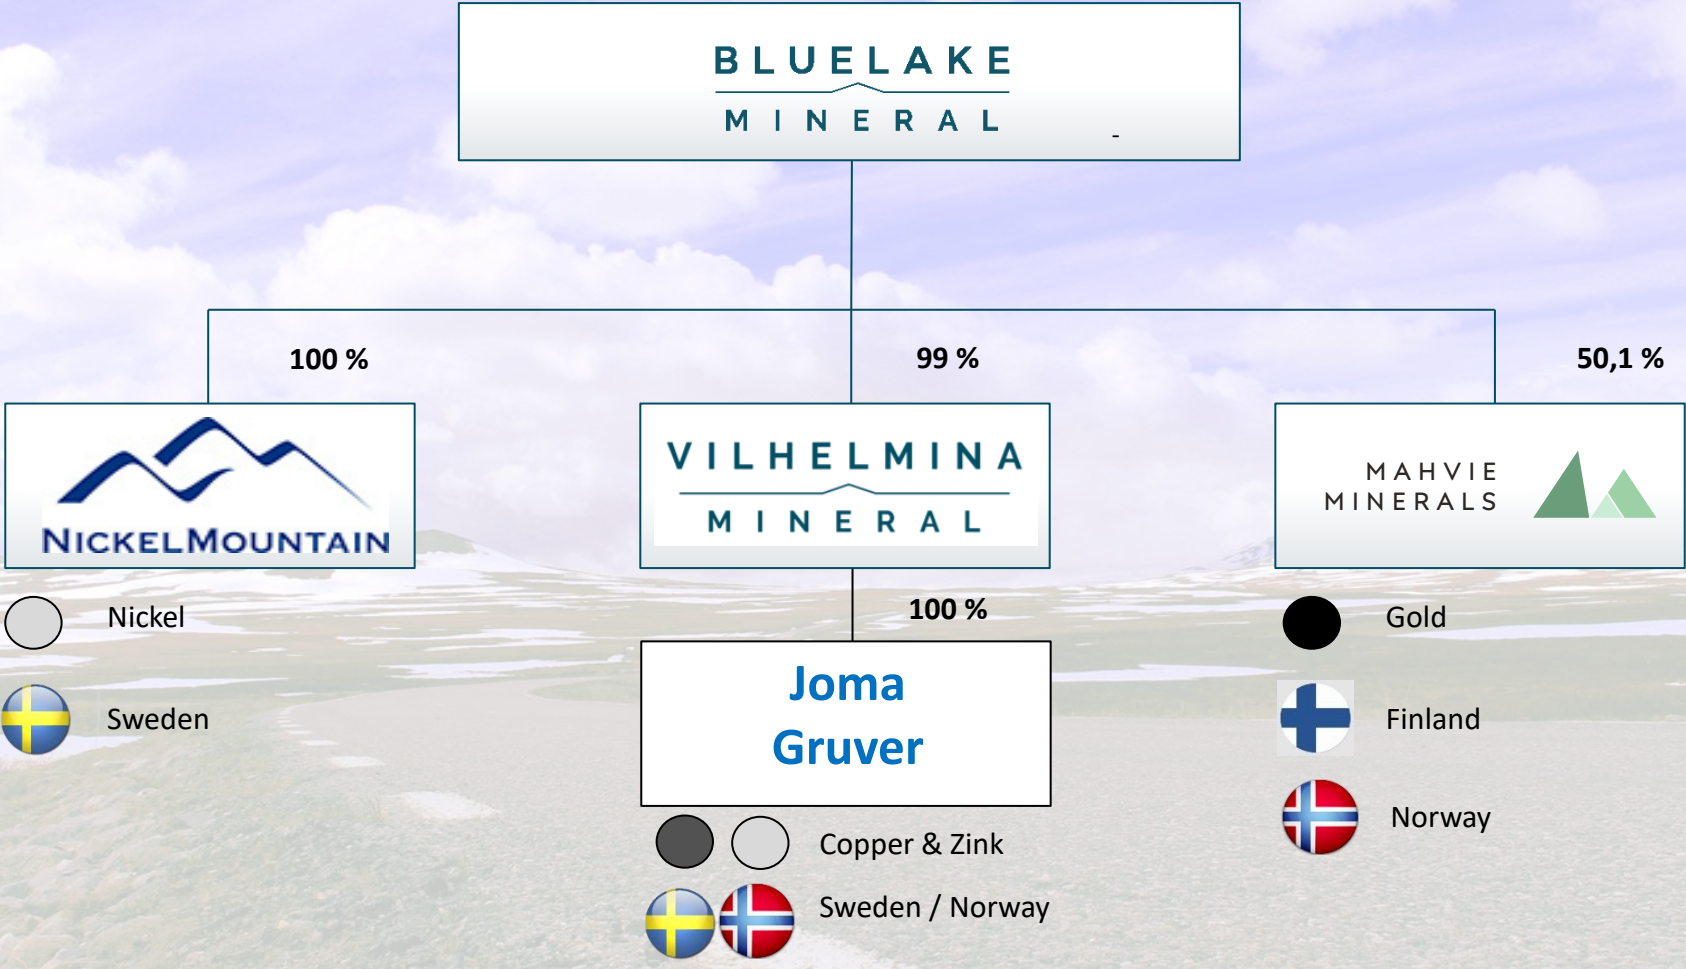 BLUELAKE
MINERAL
-
100 %
99 %
50,1 %
NICKELMOUNTAIN
VILHELMINA
MINERAL
MAHVIE
MINERALS
Nickel
Sweden
100 %
Joma
Gruver
Copper & Zink
Sweden / Norway
Gold
Finland
Norway